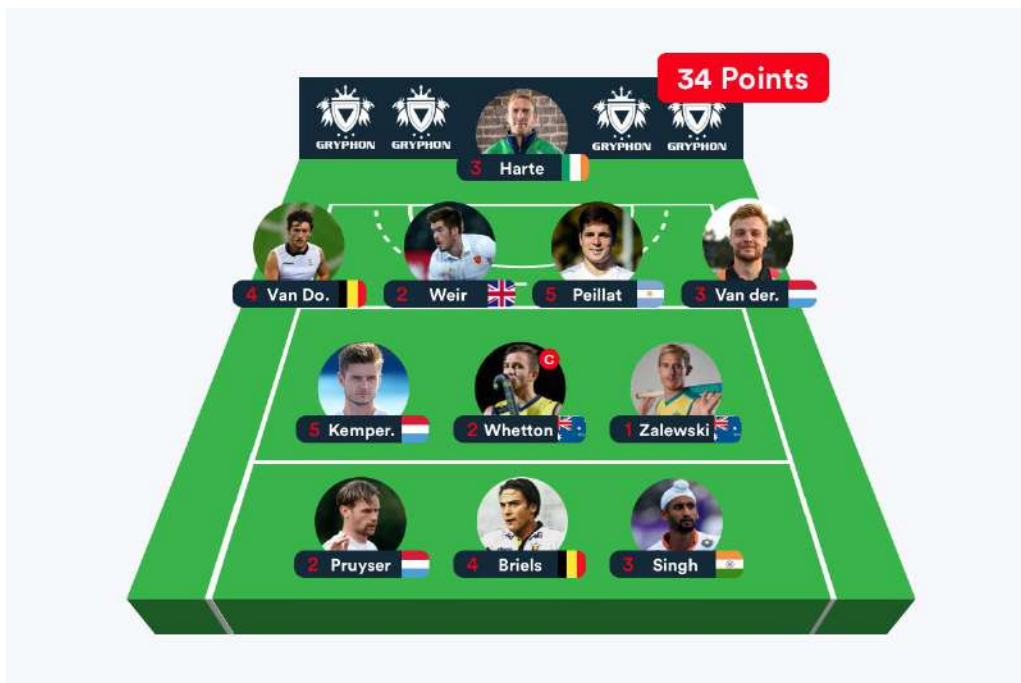 34 Points
GRYPHON GRYPHON GRYPHON GRYPHON
3 Harte
4 Van Do.
2 Weir
5 Peillat
3 Van der.
C
5 Kemper.
2 Whetton
1 Zalewski
2 Pruyser
4 Briels
3 Singh